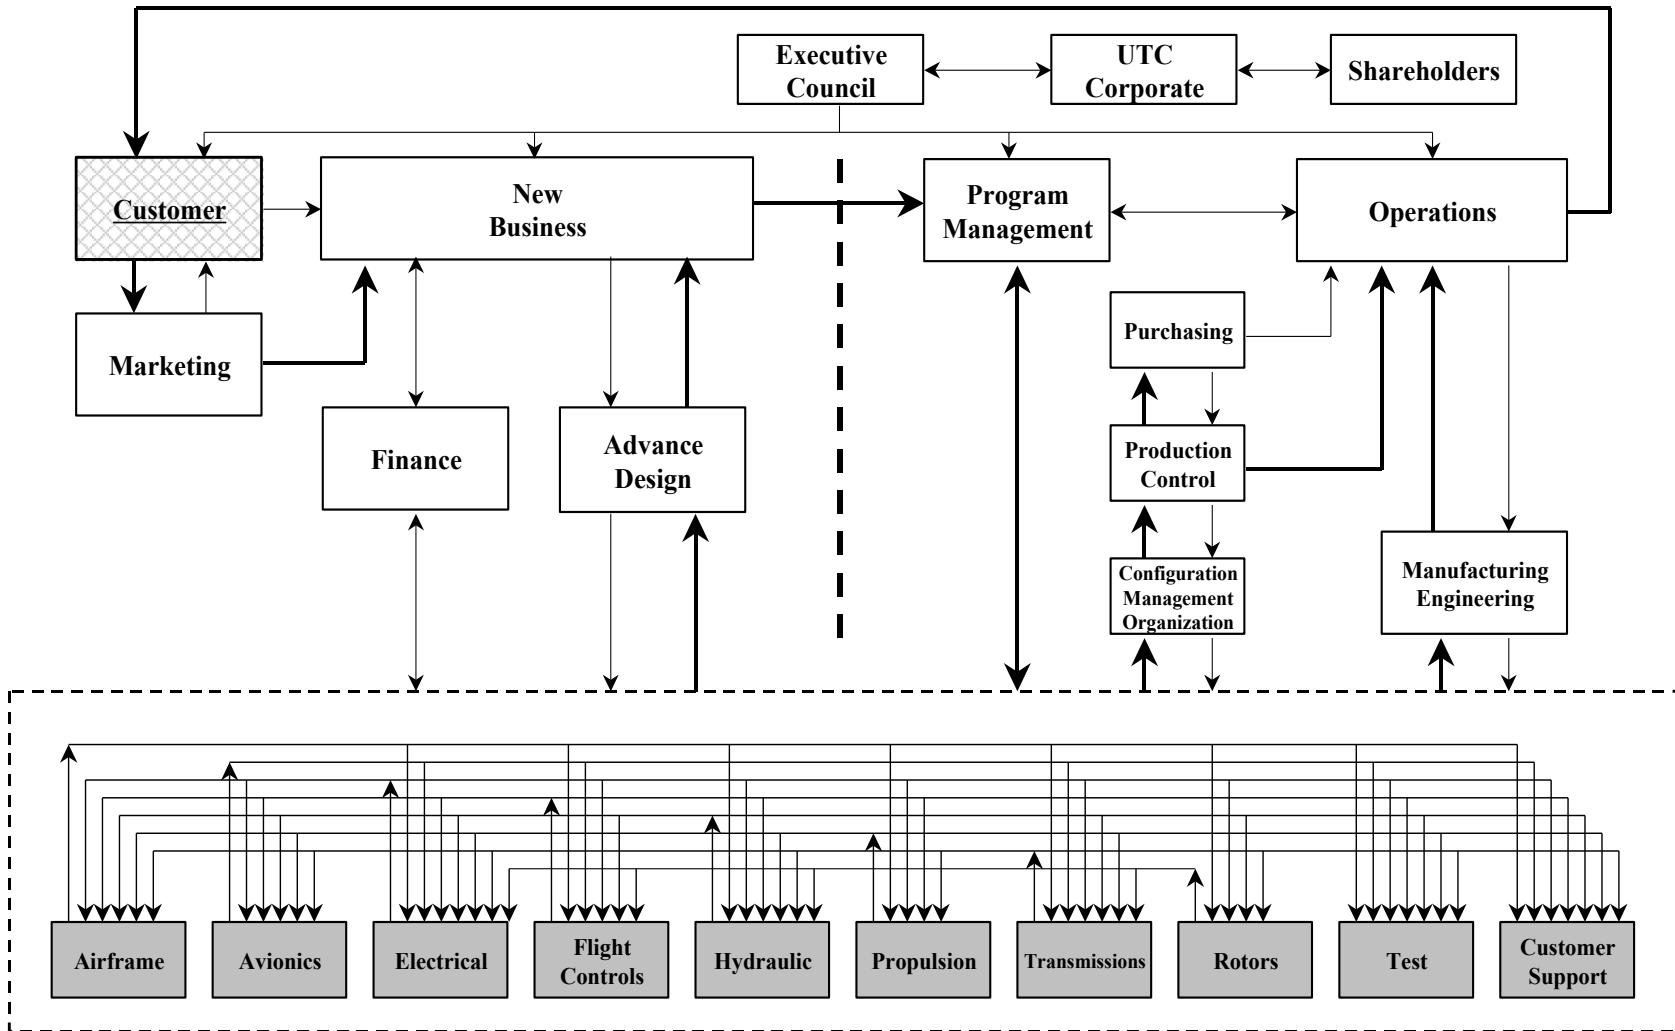 Executive
Council
UTC
Corporate
Shareholders
Customer
New
Business
Program
Management
Operations
Marketing
Purchasing
Finance
Advance
Design
Production
Control
Configuration
Management
Organization
Manufacturing
Engineering
Airframe
Avionics
Electrical
Flight
Controls
Hydraulic
Propulsion
Transmissions
Rotors
Test
Customer
Support